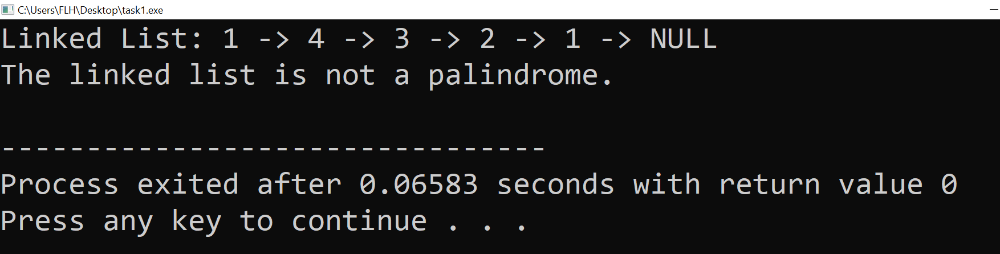 C:\Users\FLH\Desktop\task1.exe
Linked List: 1 -> 4 -> 3 -> 2 -> 1 -> NULL
The linked list is not a palindrome.
--------------------------------
Process exited after 0.06583 seconds with return value 0
Press any key to continue . . .